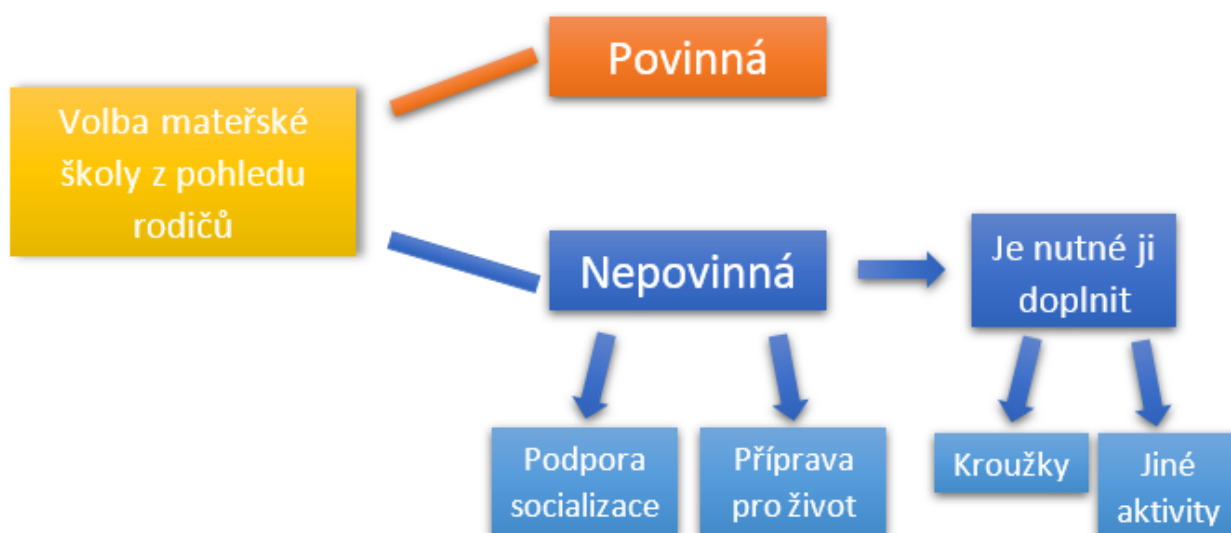 Povinná
Volba mateřské
školy z pohledu
rodičů
Nepovinná
Je nutné ji
doplnit
Podpora
socializace
Příprava
pro život
Kroužky
Jiné
aktivity